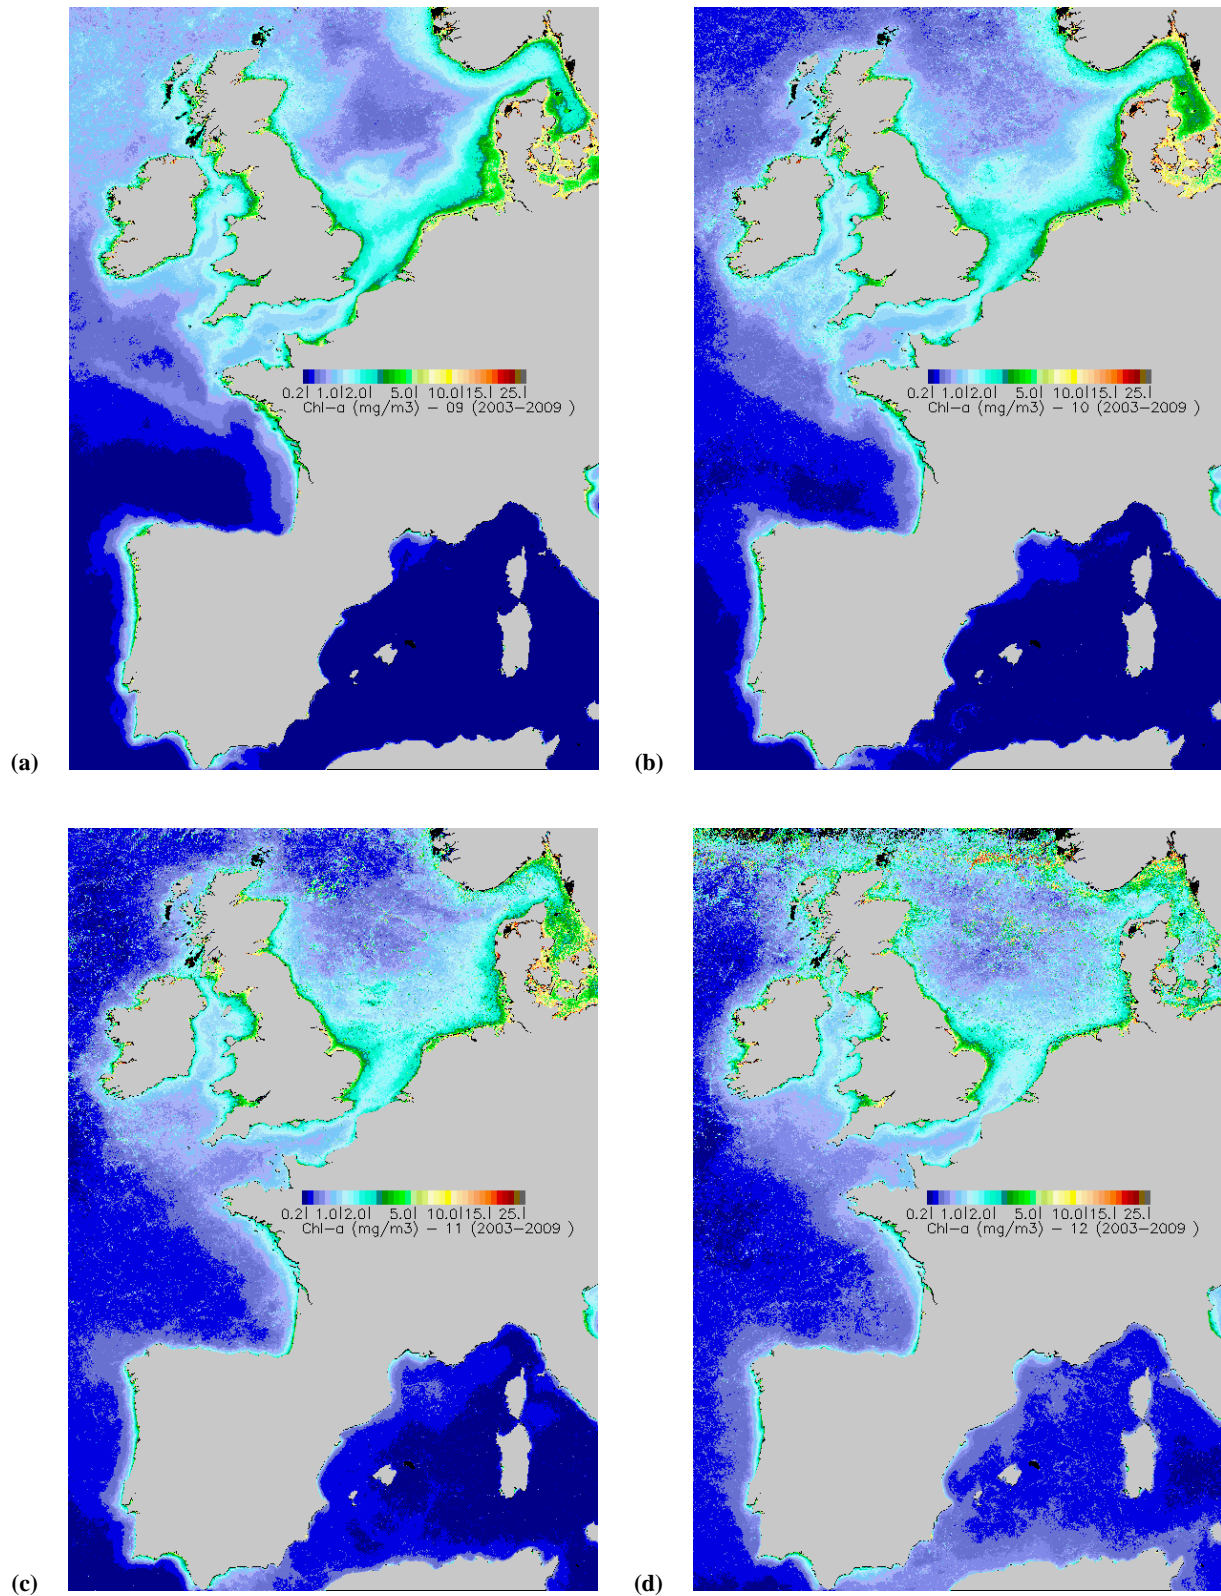 0.2| 1.0|2.0| 5.0| 10.0|15.| 25.|
Chl-a (mg/m3) - 09 (2003-2009 )
(a)
0.2| 1.0|2.0| 5.0| 10.0|15.| 25.|
Chl-a (mg/m3) - 10 (2003-2009 )
(b)
0.2| 1.0|2.0| 5.0| 10.0|15.| 25.|
Chl-a (mg/m3) - 11 (2003-2009 )
(c)
0.2| 1.0|2.0| 5.0| 10.0|15.| 25.|
Chl-a (mg/m3) - 12 (2003-2009 )
(d)